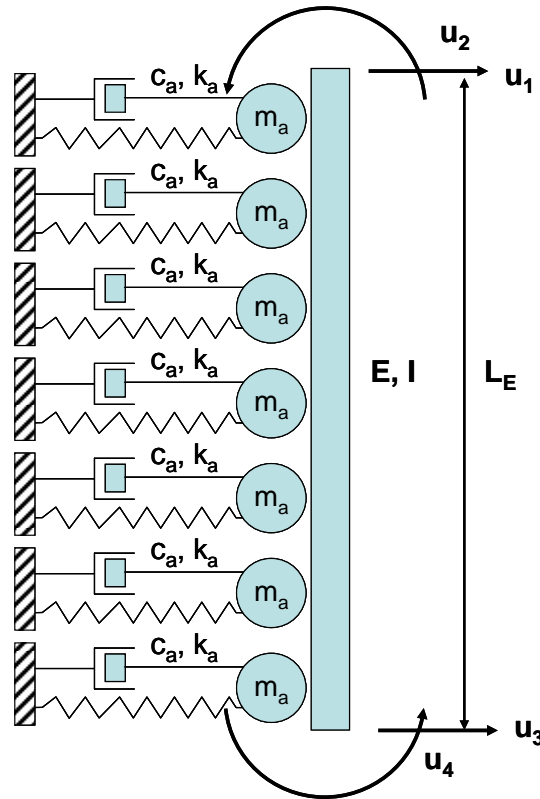 u₂
u₁
cₐ, kₐ
mₐ
cₐ, kₐ
mₐ
cₐ, kₐ
mₐ
cₐ, kₐ
mₐ
E, I
L_E
cₐ, kₐ
mₐ
cₐ, kₐ
mₐ
cₐ, kₐ
mₐ
u₃
u₄